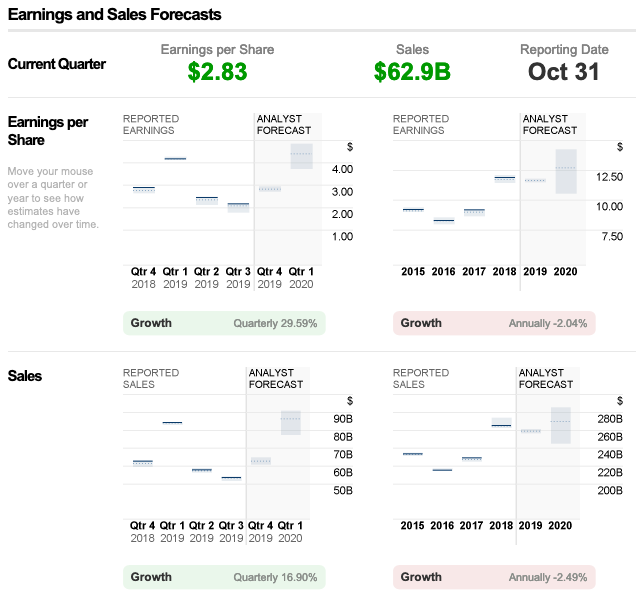 Earnings and Sales Forecasts
Current Quarter
Earnings per Share
$2.83
Sales
$62.9B
Reporting Date
Oct 31
Earnings per
Share
Move your mouse
over a quarter or
year to see how
estimates have
changed over time.
REPORTED
EARNINGS
ANALYST
FORECAST
$
4.00
3.00
2.00
1.00
Qtr 4 Qtr 1 Qtr 2 Qtr 3 Qtr 4 Qtr 1
2018 2019 2019 2019 2019 2020
Growth Quarterly 29.59%
REPORTED
EARNINGS
ANALYST
FORECAST
$
12.50
10.00
7.50
2015 2016 2017 2018 2019 2020
Growth Annually -2.04%
Sales
REPORTED
SALES
ANALYST
FORECAST
$
90B
80B
70B
60B
50B
Qtr 4 Qtr 1 Qtr 2 Qtr 3 Qtr 4 Qtr 1
2018 2019 2019 2019 2019 2020
Growth Quarterly 16.90%
REPORTED
SALES
ANALYST
FORECAST
$
280B
260B
240B
220B
200B
2015 2016 2017 2018 2019 2020
Growth Annually -2.49%